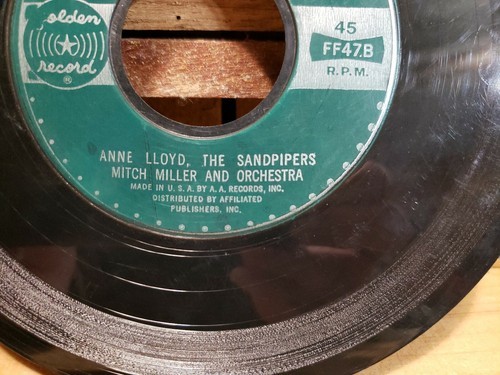 Golden
record
®
45
FF47B
R.P.M.
ANNE LLOYD, THE SANDPIPERS
MITCH MILLER AND ORCHESTRA
MADE IN U.S.A. BY A.A. RECORDS, INC.
DISTRIBUTED BY AFFILIATED
PUBLISHERS, INC.